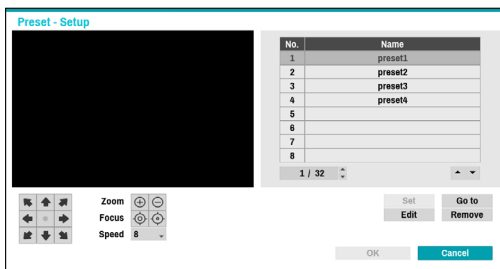 Preset - Setup
No. Name
1 preset1
2 preset2
3 preset3
4 preset4
5
6
7
8
1 / 32
Zoom
Focus
Speed 8
Set Go to
Edit Remove
OK Cancel